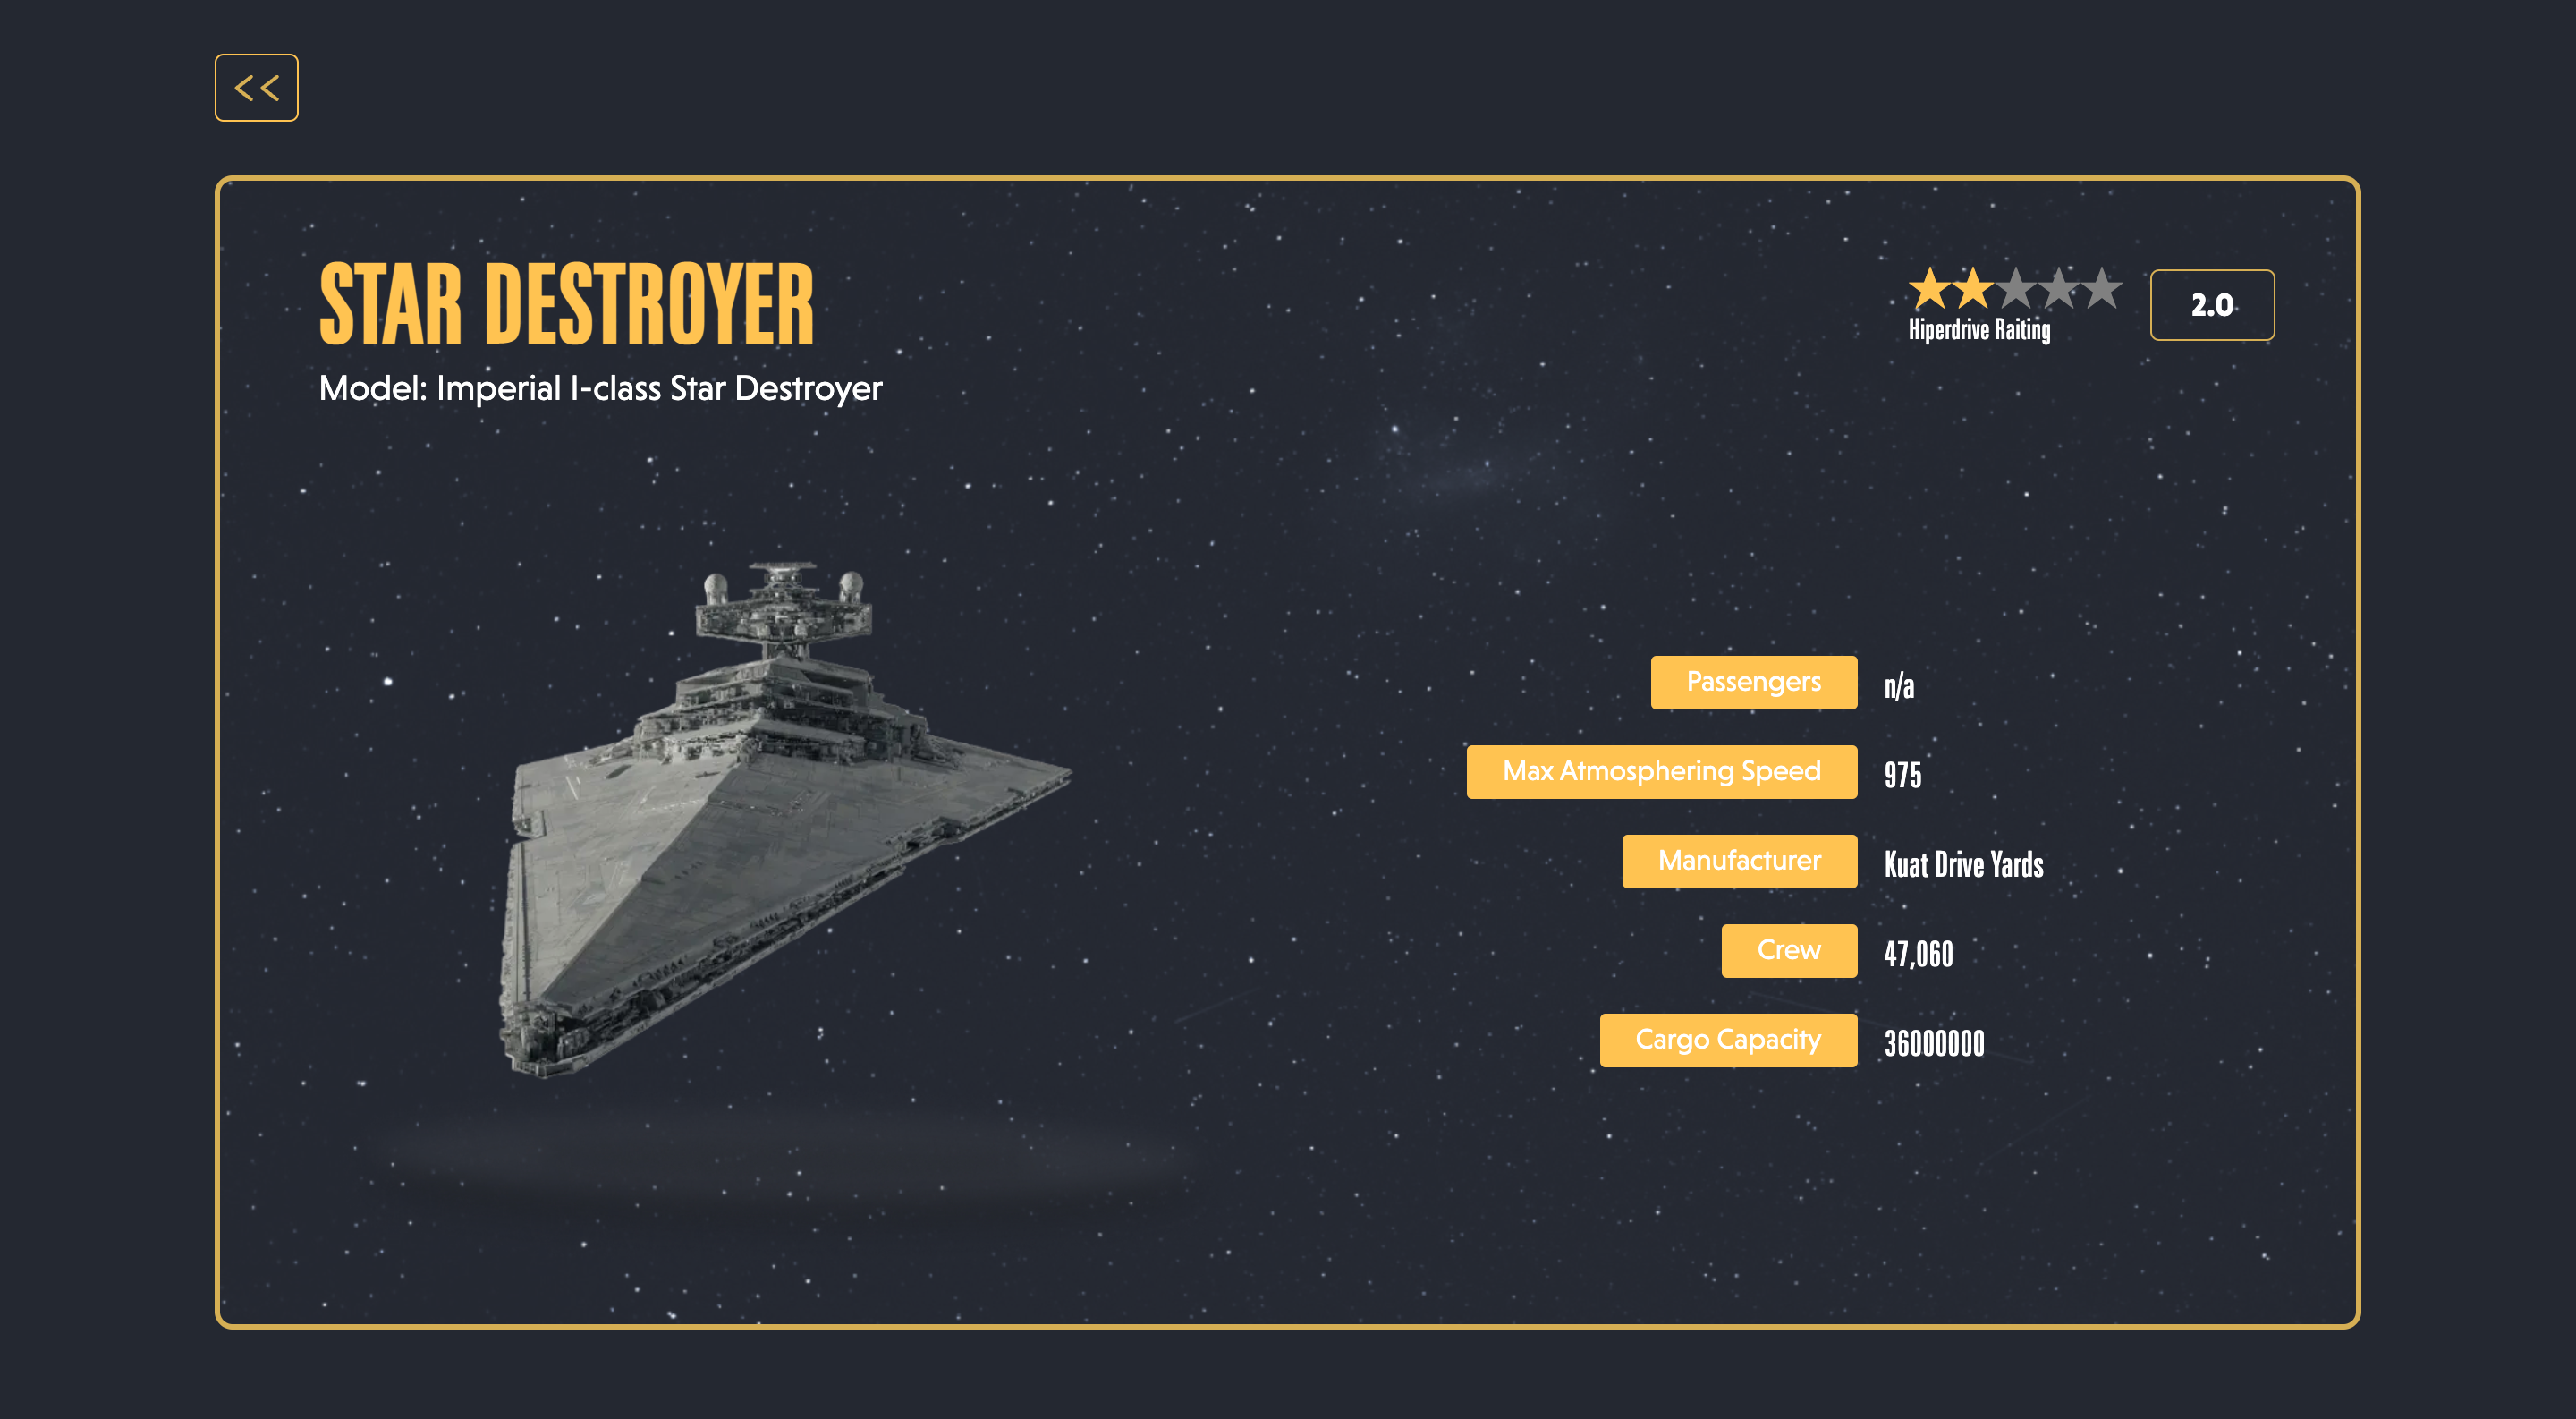 <<
STAR DESTROYER
Model: Imperial I-class Star Destroyer
Hiperdrive Raiting
2.0
Passengers n/a
Max Atmosphering Speed 975
Manufacturer Kuat Drive Yards
Crew 47,060
Cargo Capacity 36000000